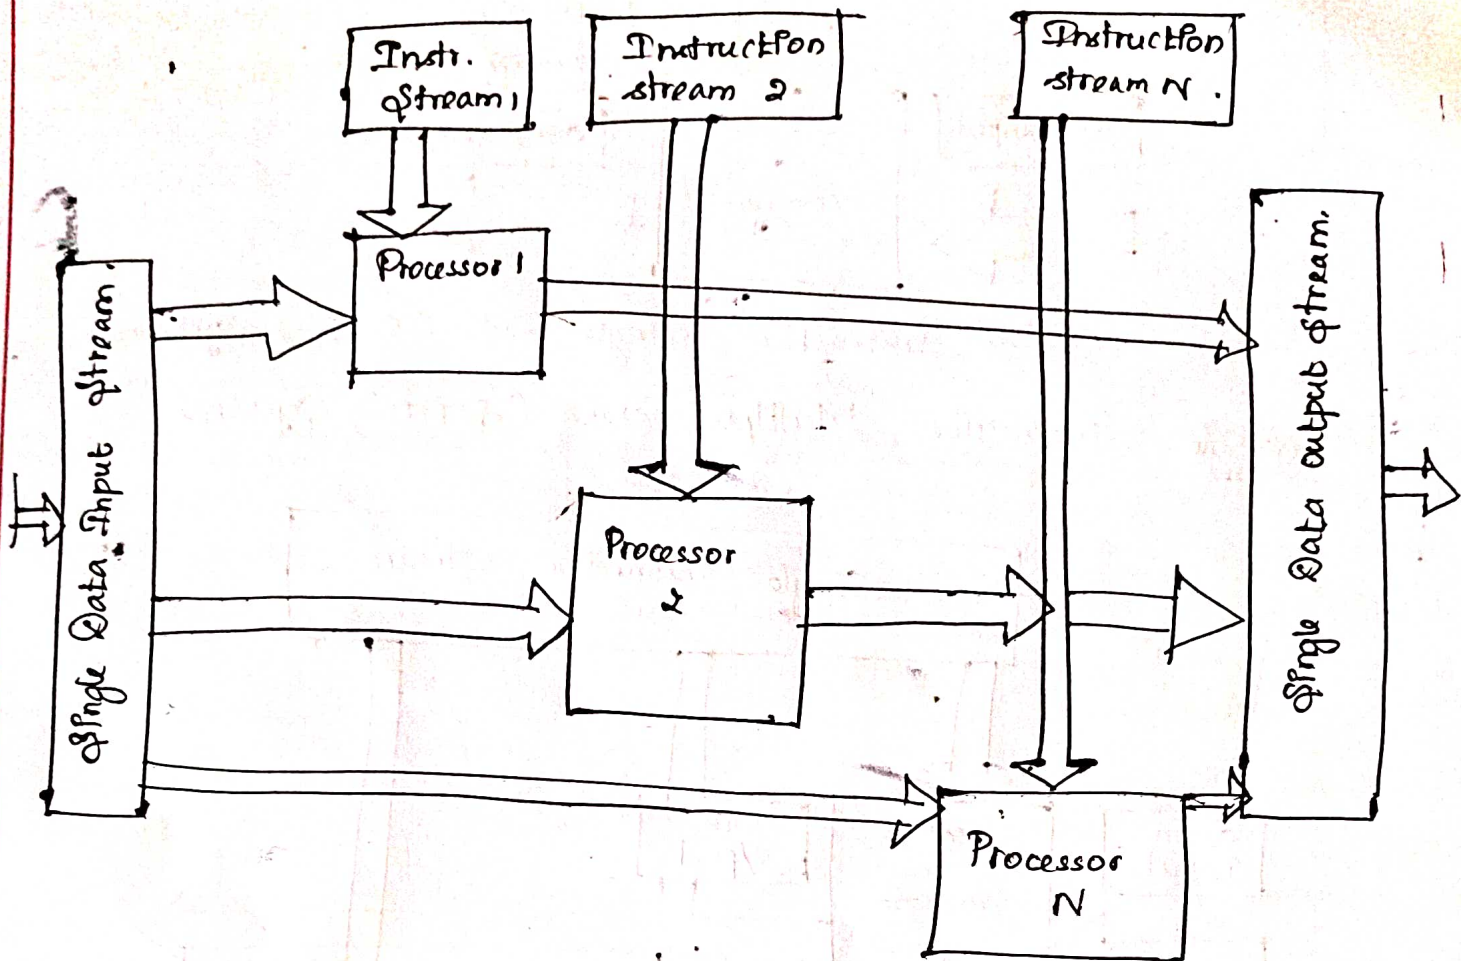 Instr.
Stream 1
Instruction
stream 2
Instruction
stream N.
Processor 1
Single Data Input Stream.
Single Data output Stream.
Processor
2
Processor
N